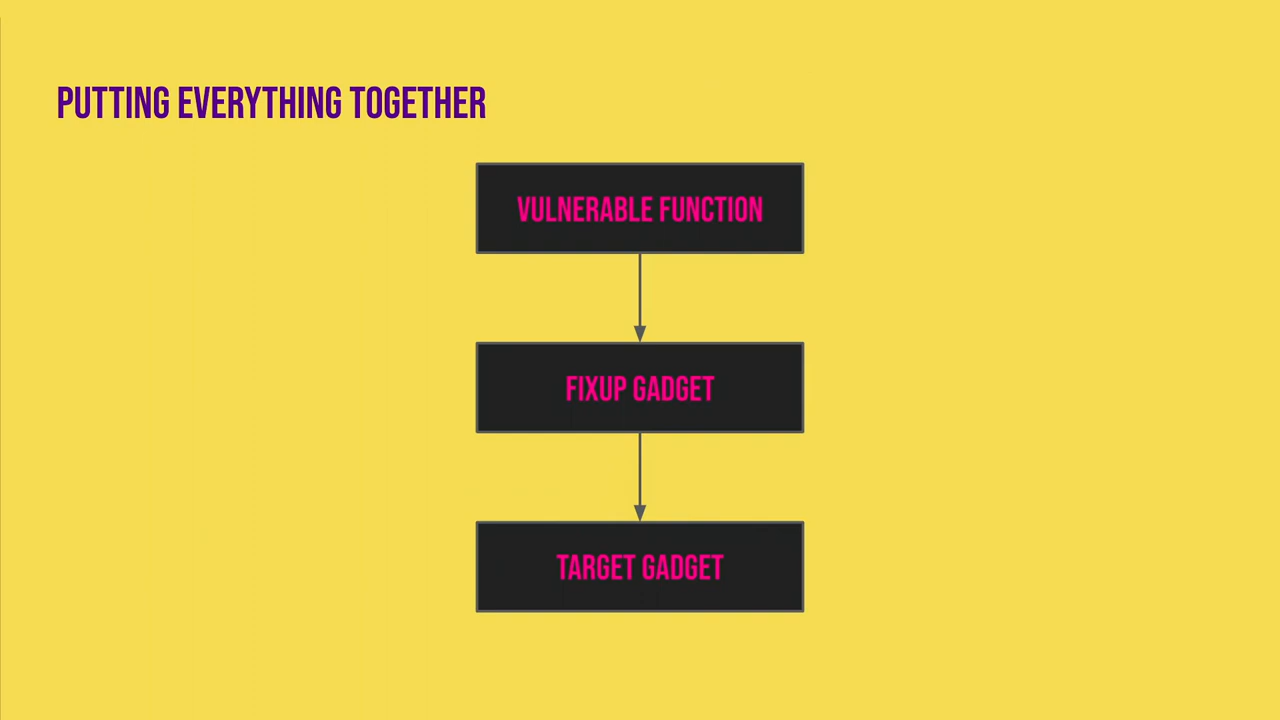 PUTTING EVERYTHING TOGETHER
VULNERABLE FUNCTION
FIXUP GADGET
TARGET GADGET